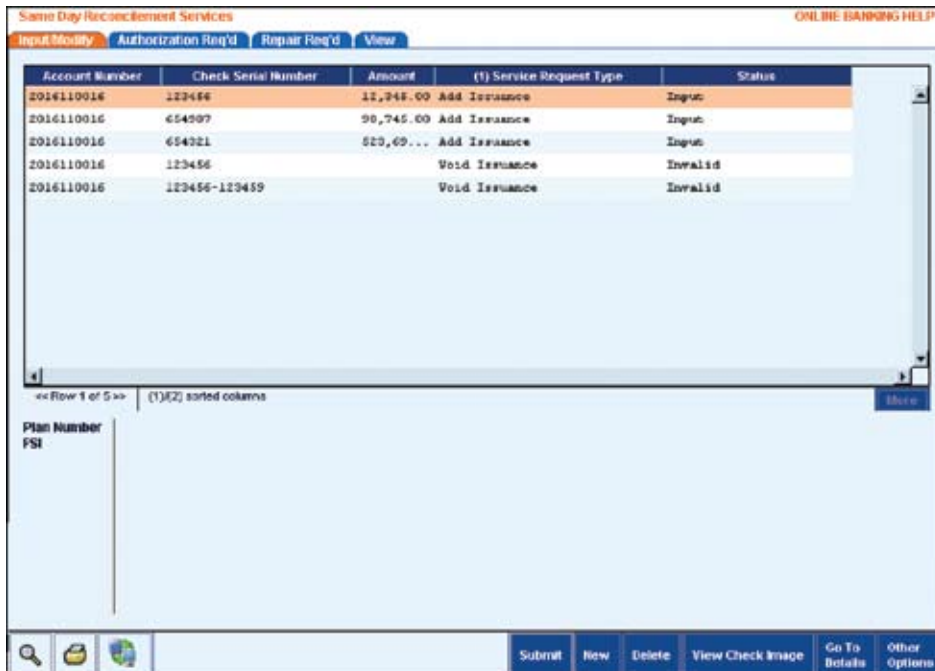 Same Day Reconcilement Services
ONLINE BANKING HELP
Input/Modify Authorization Req'd Repair Req'd View
Account Number Check Serial Number Amount (1) Service Request Type Status
2016110016 123456 12,345.00 Add Issuance Input
2016110016 654987 98,745.00 Add Issuance Input
2016110016 654321 523,69... Add Issuance Input
2016110016 123456 Void Issuance Invalid
2016110016 123456-123459 Void Issuance Invalid
<< Row 1 of 5 >> (1)/(2) sorted columns
More
Plan Number
FSI
Submit New Delete View Check Image Go To Details Other Options